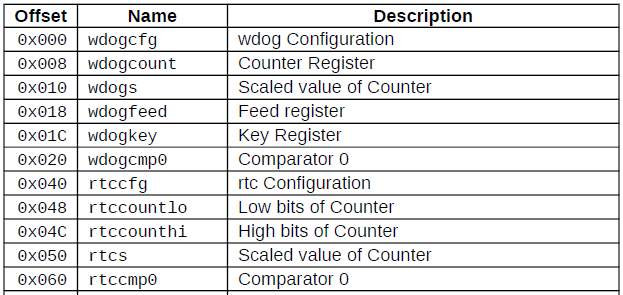 Offset Name Description
0x000 wdogcfg wdog Configuration
0x008 wdogcount Counter Register
0x010 wdogs Scaled value of Counter
0x018 wdogfeed Feed register
0x01C wdogkey Key Register
0x020 wdogcmp0 Comparator 0
0x040 rtccfg rtc Configuration
0x048 rtccountlo Low bits of Counter
0x04C rtccounthi High bits of Counter
0x050 rtcs Scaled value of Counter
0x060 rtccmp0 Comparator 0